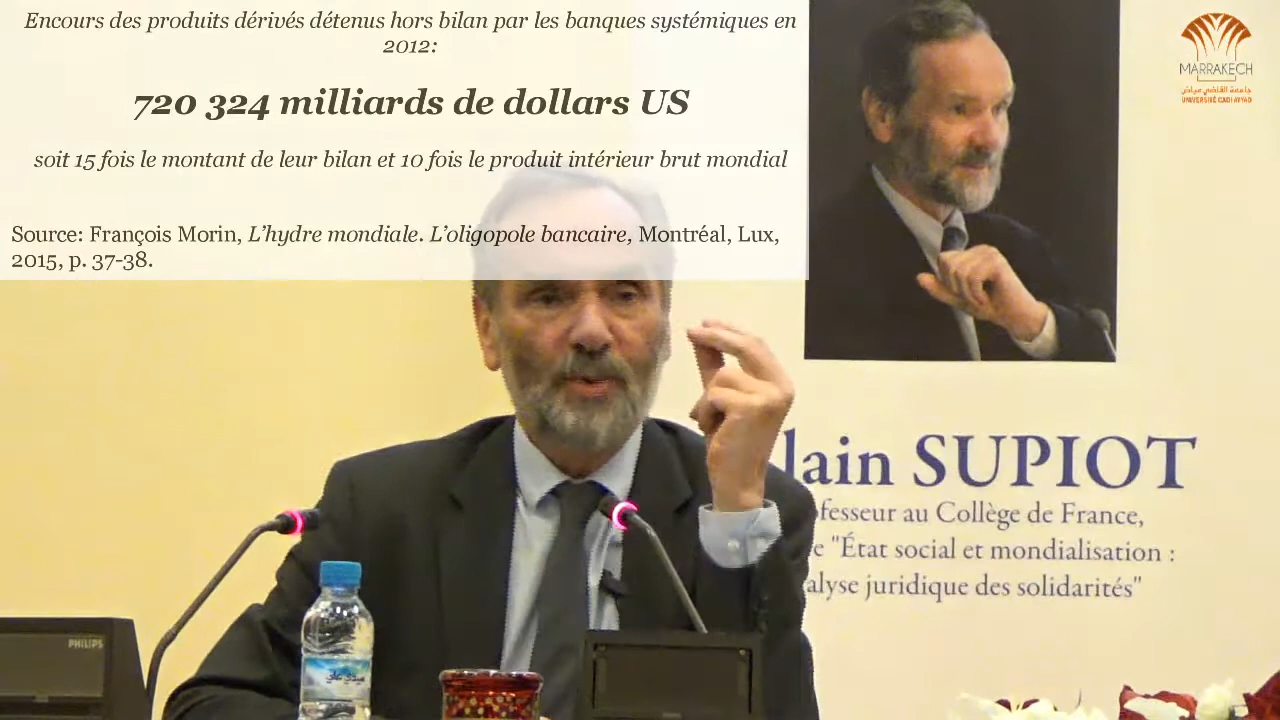 Encours des produits dérivés détenus hors bilan par les banques systémiques en
2012:
720 324 milliards de dollars US
soit 15 fois le montant de leur bilan et 10 fois le produit intérieur brut mondial
Source: François Morin, L'hydre mondiale. L'oligopole bancaire, Montréal, Lux,
2015, p. 37-38.
MARRAKECH
جامعة القاضي عياض
UNIVERSITÉ CADI AYYAD
lain SUPIOT
ofesseur au Collège de France,
e "État social et mondialisation :
alyse juridique des solidarités"
PHILIPS